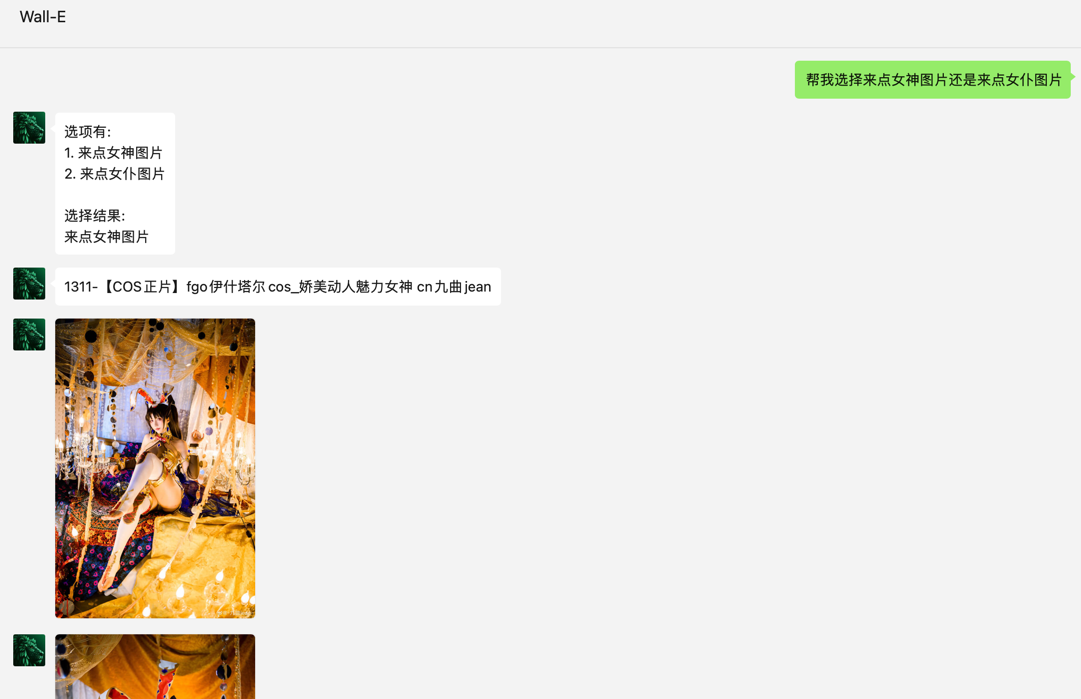 Wall-E
帮我选择来点女神图片还是来点女仆图片
选项有:
1. 来点女神图片
2. 来点女仆图片
选择结果:
来点女神图片
1311-【COS正片】fgo伊什塔尔cos_娇美动人魅力女神 cn九曲jean